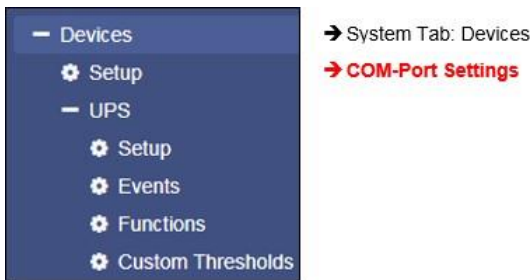 Devices
→ System Tab: Devices
Setup
→ COM-Port Settings
UPS
Setup
Events
Functions
Custom Thresholds